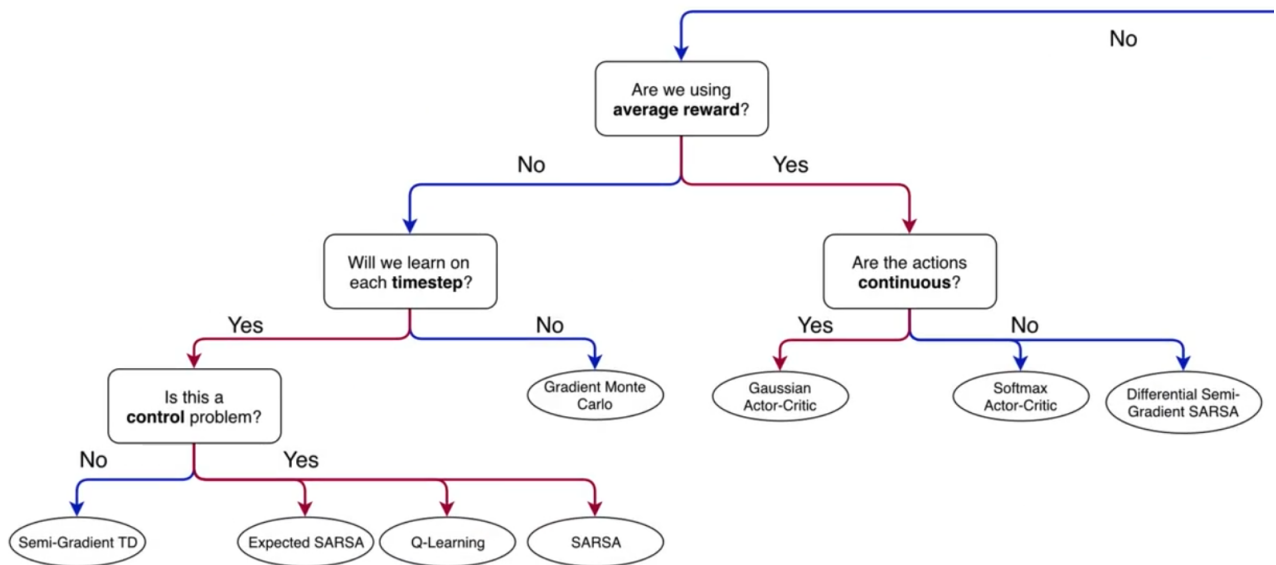 No
Are we using
average reward?
No
Yes
Will we learn on
each timestep?
Are the actions
continuous?
Yes
No
Yes
No
Is this a
control problem?
Gradient Monte
Carlo
Gaussian
Actor-Critic
Softmax
Actor-Critic
Differential Semi-
Gradient SARSA
No
Yes
Semi-Gradient TD
Expected SARSA
Q-Learning
SARSA